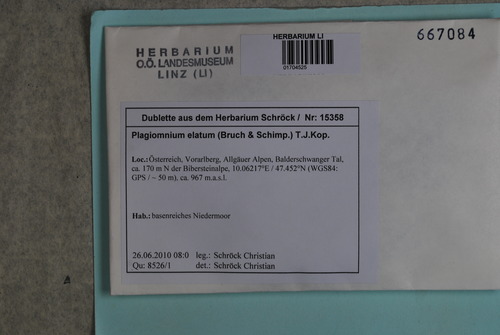 HERBARIUM
O.Ö. LANDESMUSEUM
LINZ (LI)
HERBARIUM LI
01704525
667084
Dublette aus dem Herbarium Schröck / Nr: 15358
Plagiomnium elatum (Bruch & Schimp.) T.J.Kop.
Loc.:Österreich, Vorarlberg, Allgäuer Alpen, Balderschwanger Tal,
ca. 170 m N der Bibersteinalpe, 10.06217°E / 47.452°N (WGS84:
GPS / ~ 50 m), ca. 967 m.a.s.l.
Hab.:basenreiches Niedermoor
26.06.2010 08:0 leg.: Schröck Christian
Qu: 8526/1 det.: Schröck Christian